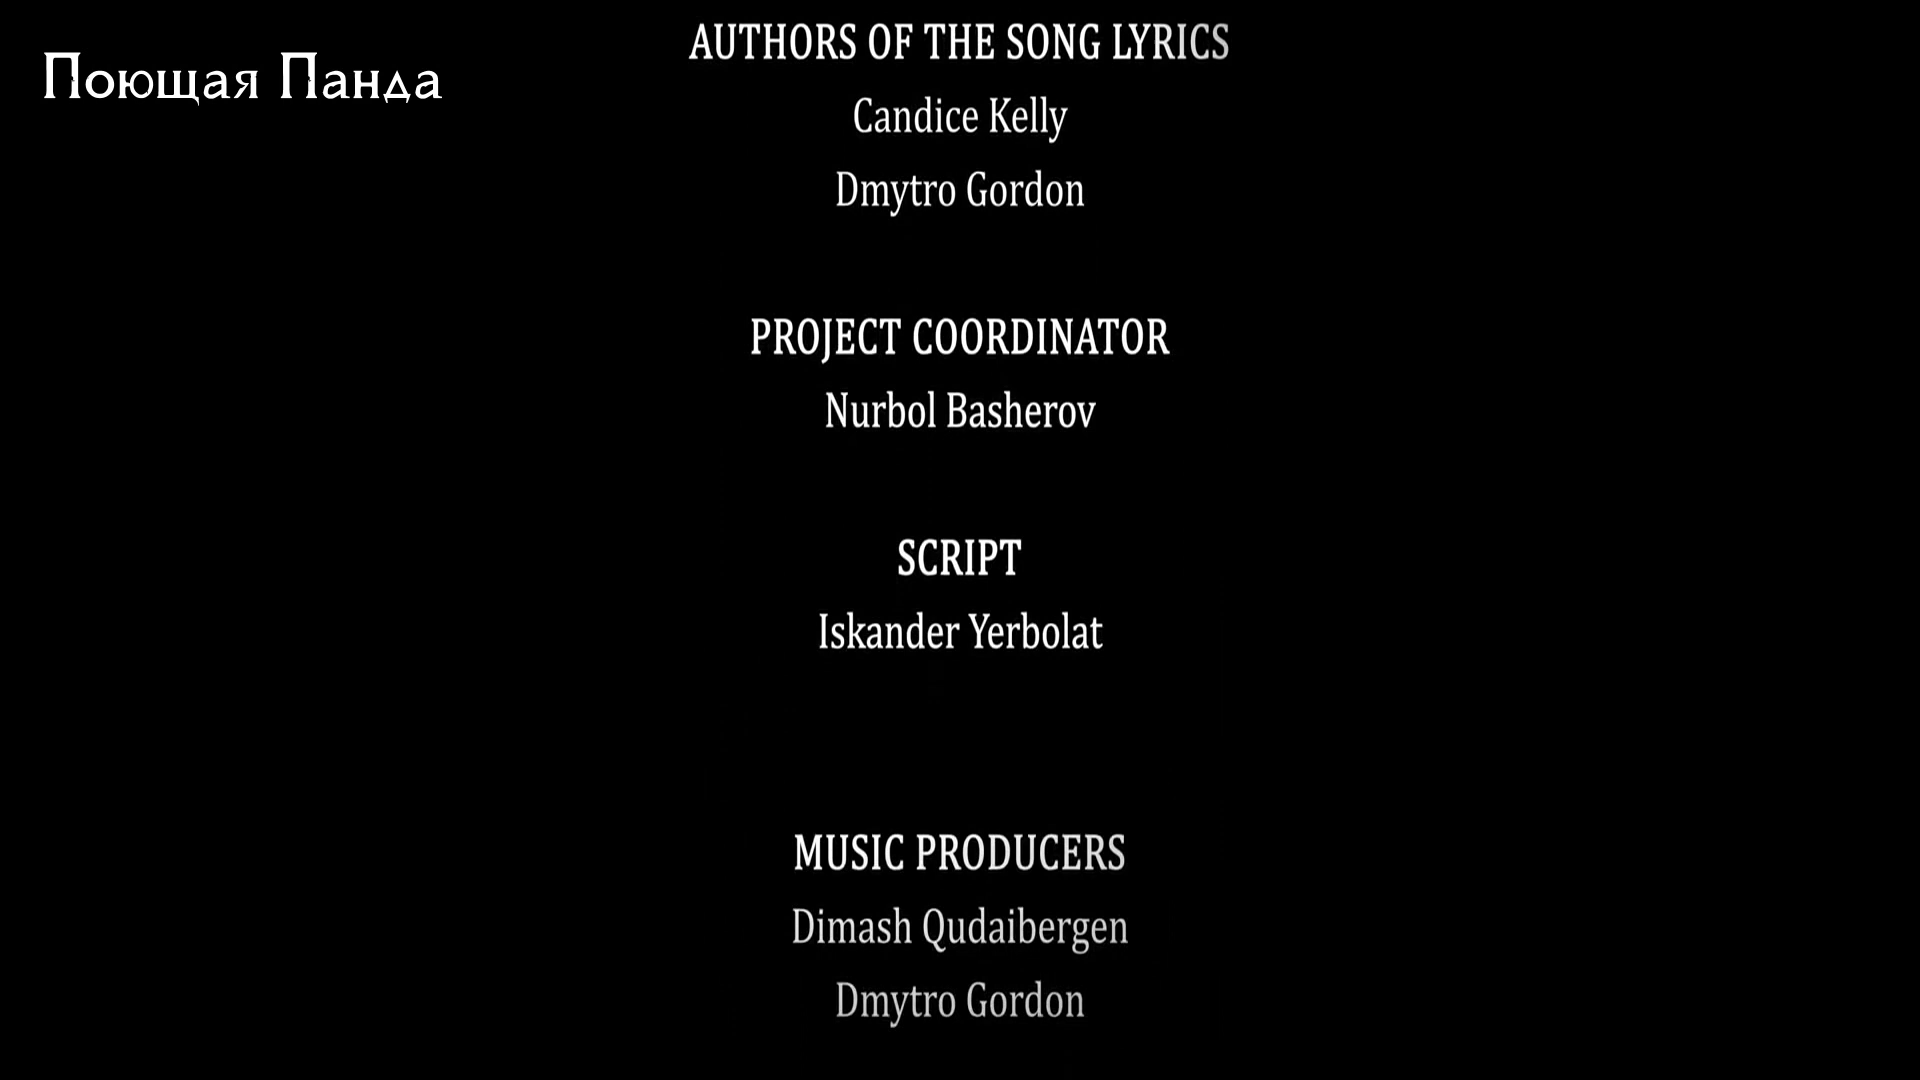 Поющая Панда
AUTHORS OF THE SONG LYRICS
Candice Kelly
Dmytro Gordon
PROJECT COORDINATOR
Nurbol Basherov
SCRIPT
Iskander Yerbolat
MUSIC PRODUCERS
Dimash Qudaibergen
Dmytro Gordon